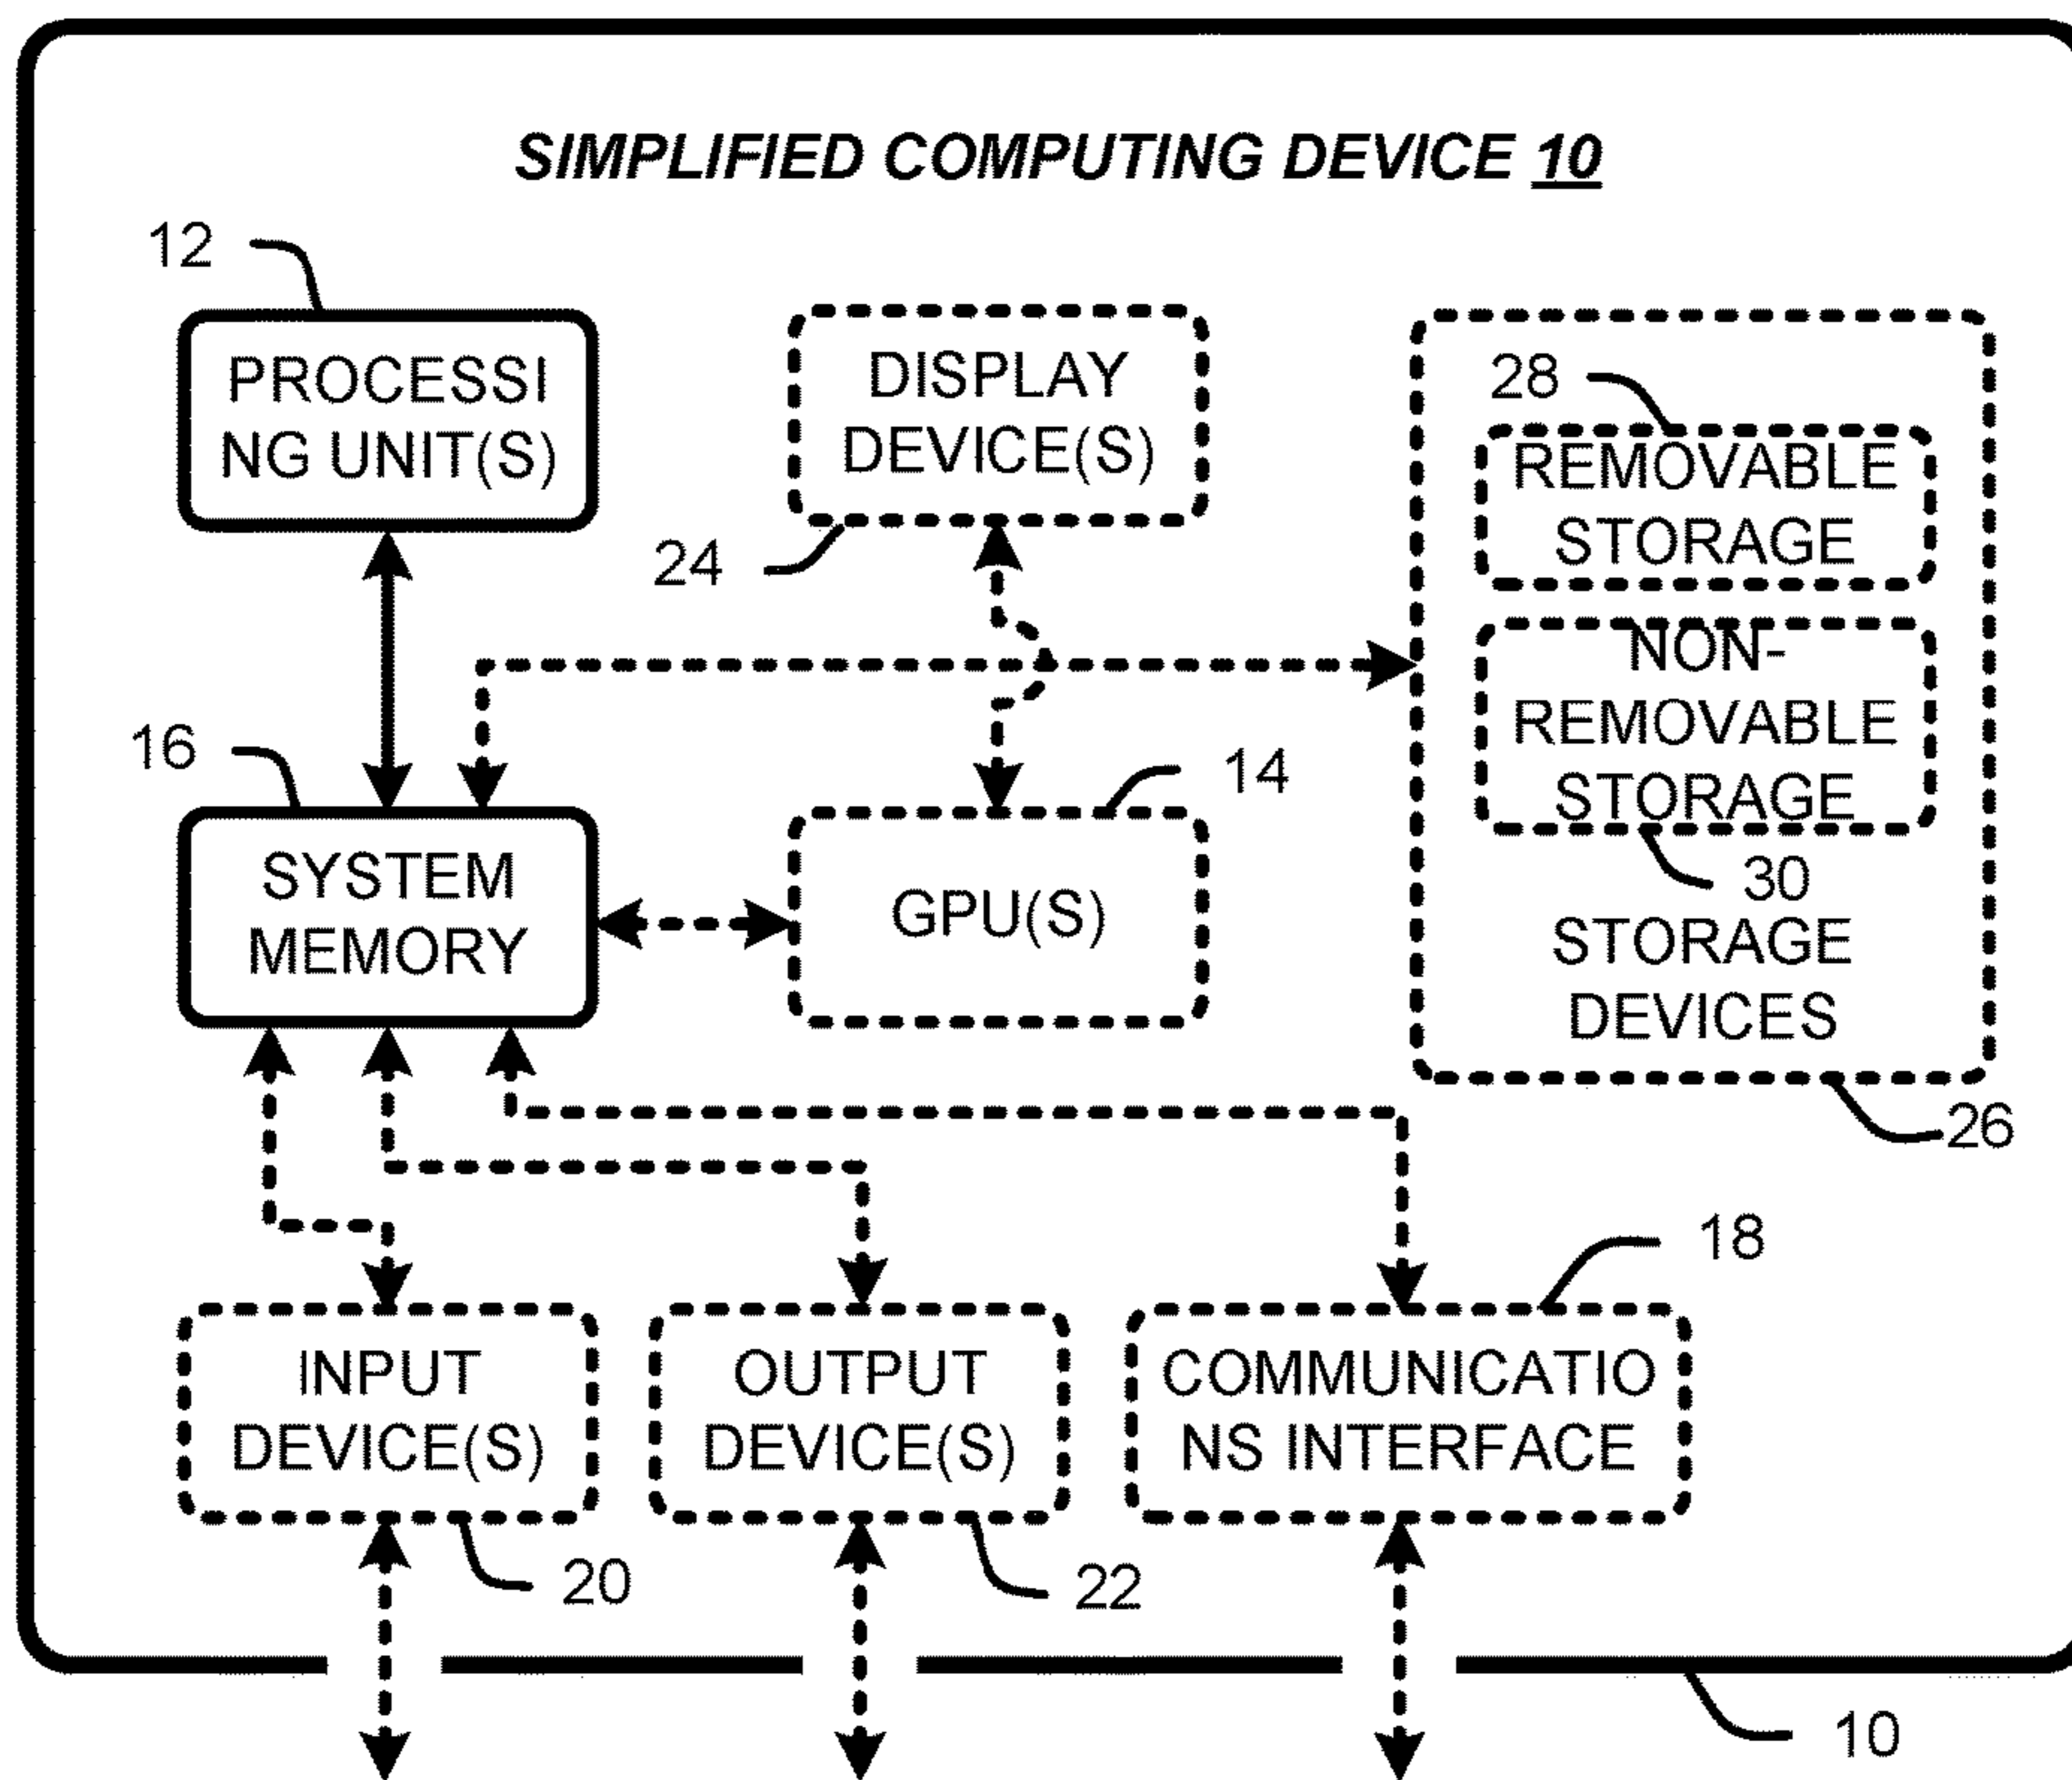 SIMPLIFIED COMPUTING DEVICE 10
12
PROCESSI
NG UNIT(S)
DISPLAY
DEVICE(S)
24
28
REMOVABLE
STORAGE
NON-
REMOVABLE
STORAGE
30
STORAGE
DEVICES
26
16
SYSTEM
MEMORY
14
GPU(S)
18
INPUT
DEVICE(S)
20
OUTPUT
DEVICE(S)
22
COMMUNICATIO
NS INTERFACE
10